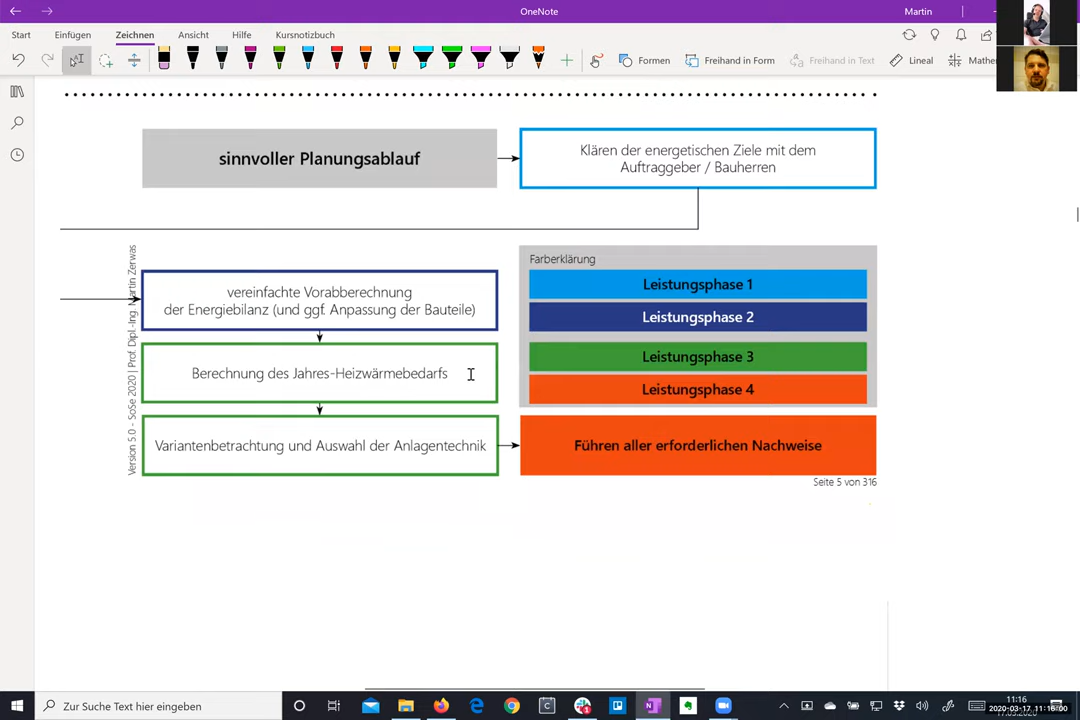 OneNote
Martin
Start
Einfügen
Zeichnen
Ansicht
Hilfe
Kursnotizbuch
Formen
Freihand in Form
Freihand in Text
Lineal
Mathe
sinnvoller Planungsablauf
Klären der energetischen Ziele mit dem
Auftraggeber / Bauherren
Version 5.0 - SoSe 2020 | Prof. Dipl.-Ing. Martin Zerwas
vereinfachte Vorabberechnung
der Energiebilanz (und ggf. Anpassung der Bauteile)
Berechnung des Jahres-Heizwärmebedarfs
Variantenbetrachtung und Auswahl der Anlagentechnik
Farberklärung
Leistungsphase 1
Leistungsphase 2
Leistungsphase 3
Leistungsphase 4
Führen aller erforderlichen Nachweise
Seite 5 von 316
Zur Suche Text hier eingeben
11:16
2020-03-17 11:16:00